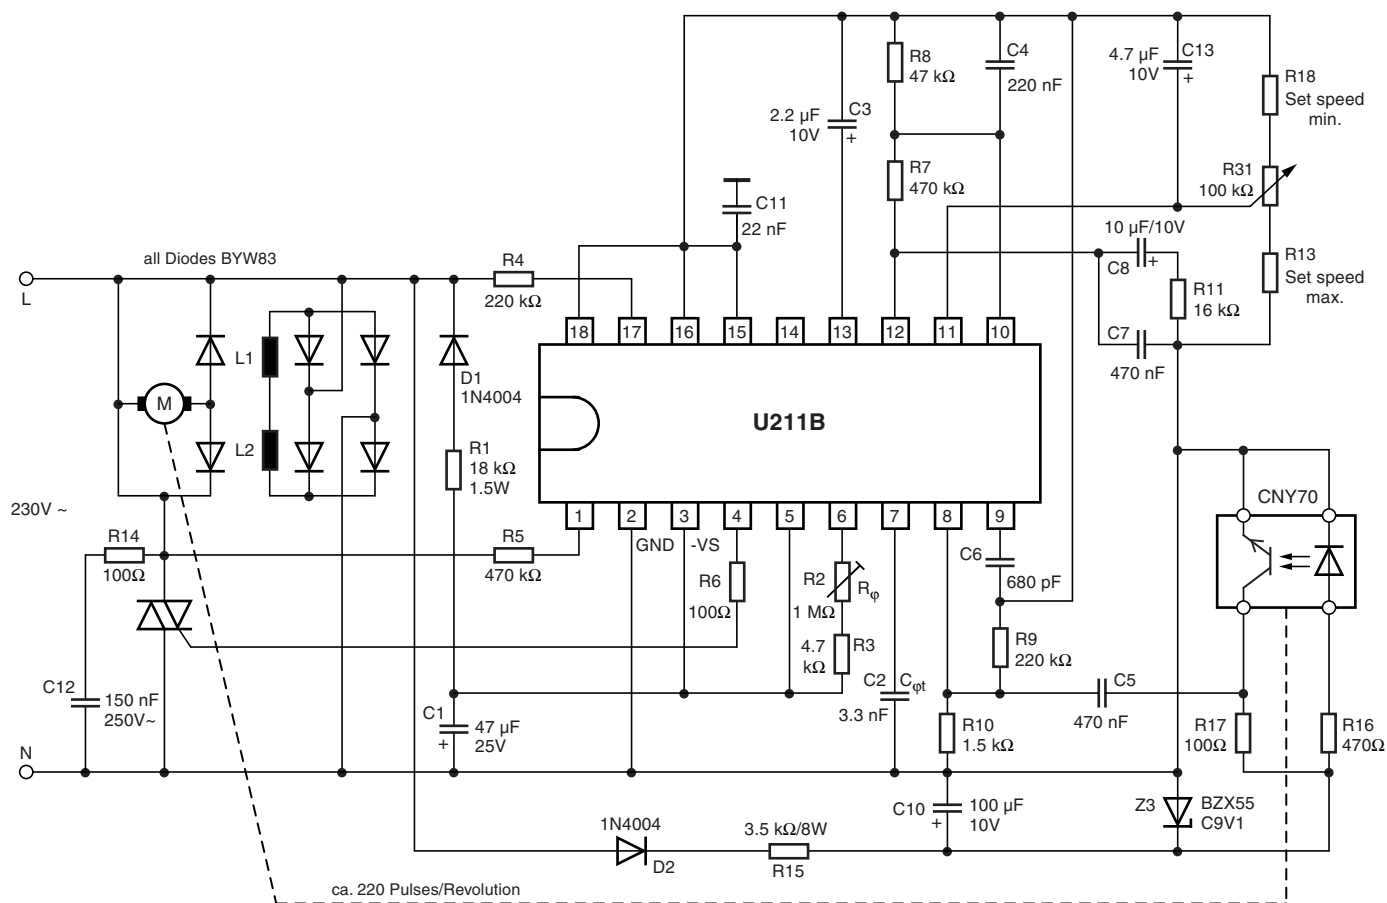 R8
47 kΩ
C4
220 nF
4.7 µF
10V
C13
+
R18
Set speed
min.
2.2 µF
10V
C3
+
R7
470 kΩ
R31
100 kΩ
C11
22 nF
10 µF/10V
C8
+
R13
Set speed
max.
all Diodes BYW83
L
R4
220 kΩ
R11
16 kΩ
18
17
16
15
14
13
12
11
10
C7
470 nF
L1
D1
1N4004
M
U211B
L2
R1
18 kΩ
1.5W
230V ~
CNY70
1
2
3
4
5
6
7
8
9
GND
-VS
R14
100Ω
R5
470 kΩ
R6
100Ω
R2
1 MΩ
Rφ
C6
680 pF
4.7
kΩ
R3
R9
220 kΩ
C12
150 nF
250V~
C1
47 µF
25V
+
C2
Cφt
3.3 nF
C5
470 nF
R10
1.5 kΩ
R17
100Ω
R16
470Ω
N
C10
100 µF
10V
+
Z3
BZX55
C9V1
1N4004
D2
3.5 kΩ/8W
R15
ca. 220 Pulses/Revolution